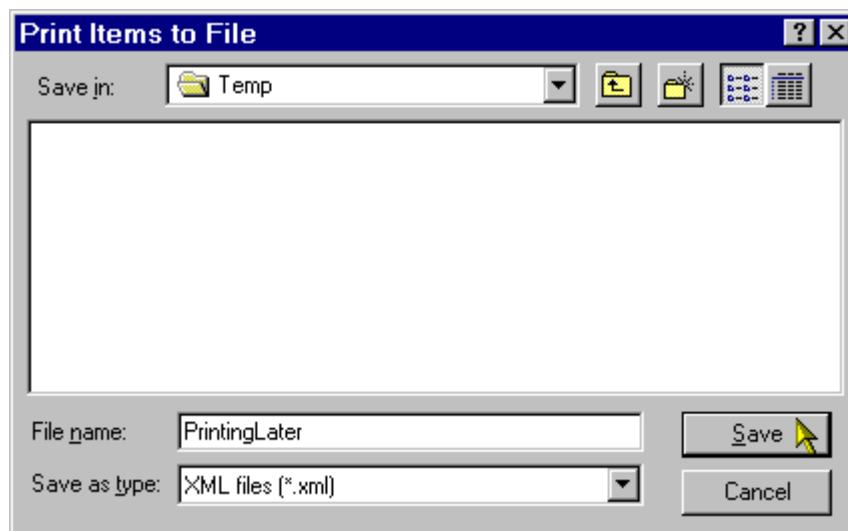 Print Items to File
Save in: Temp
File name: PrintingLater Save
Save as type: XML files (*.xml) Cancel